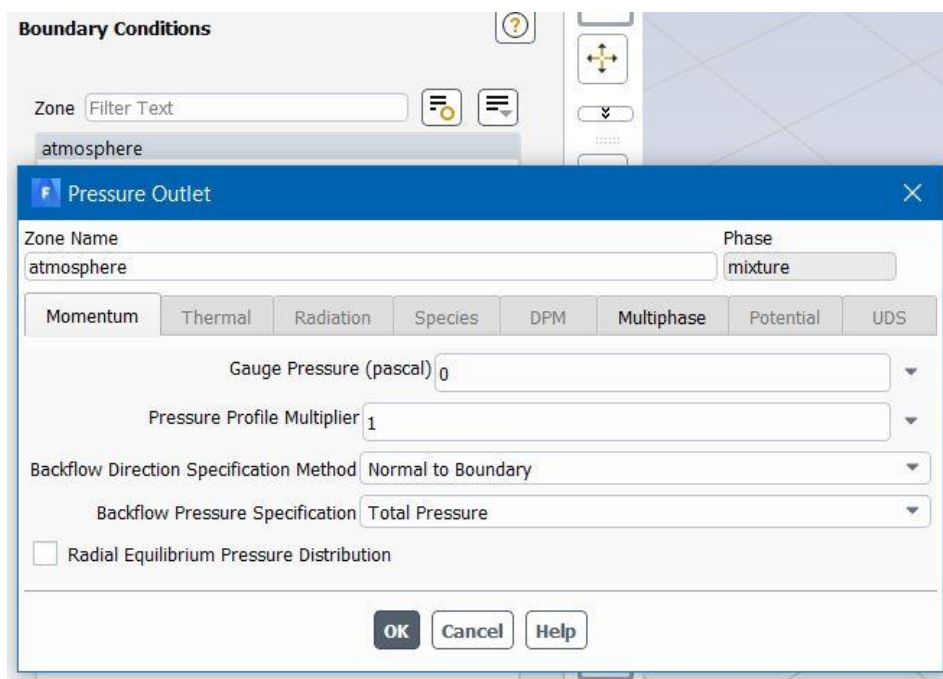 Boundary Conditions
?
Zone Filter Text
atmosphere
F Pressure Outlet
Zone Name Phase
atmosphere mixture
Momentum Thermal Radiation Species DPM Multiphase Potential UDS
Gauge Pressure (pascal) 0
Pressure Profile Multiplier 1
Backflow Direction Specification Method Normal to Boundary
Backflow Pressure Specification Total Pressure
Radial Equilibrium Pressure Distribution
OK Cancel Help